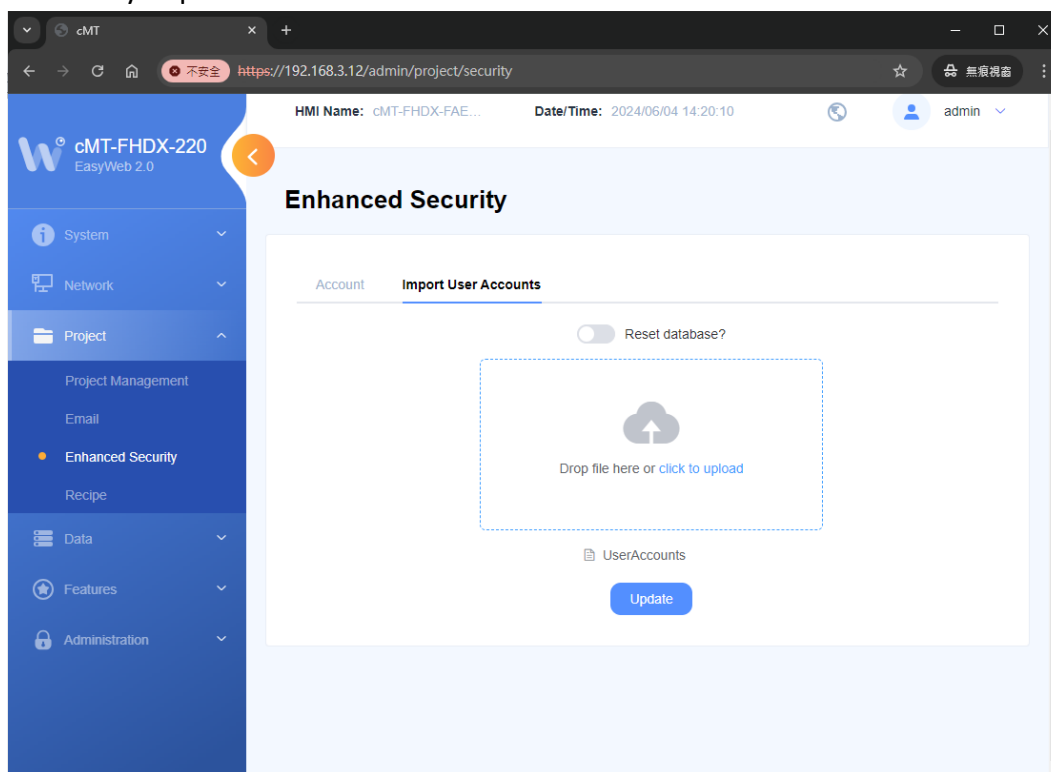 cMT
不安全 https://192.168.3.12/admin/project/security 無痕視窗
HMI Name: cMT-FHDX-FAE... Date/Time: 2024/06/04 14:20:10 admin
cMT-FHDX-220
EasyWeb 2.0
Enhanced Security
System
Network
Project
Project Management
Email
Enhanced Security
Recipe
Data
Features
Administration
Account Import User Accounts
Reset database?
Drop file here or click to upload
UserAccounts
Update